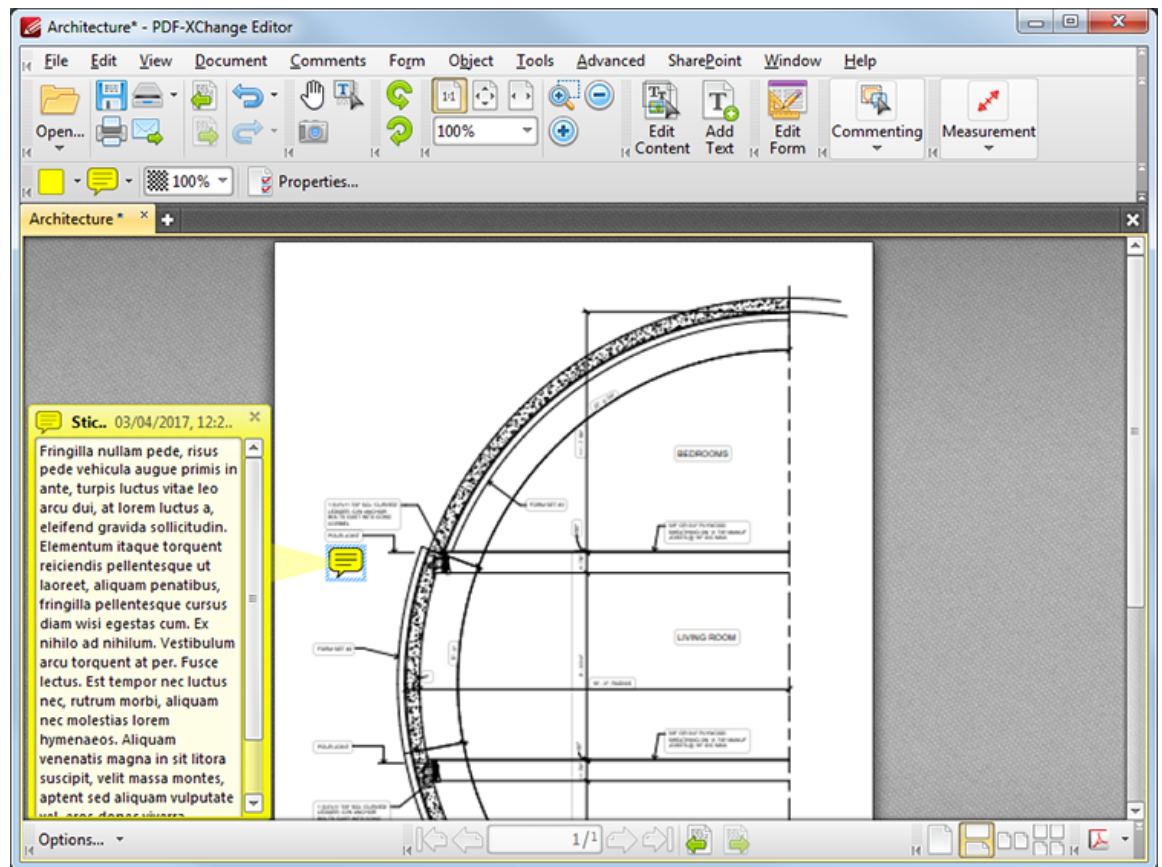 Architecture* - PDF-XChange Editor
File Edit View Document Comments Form Object Tools Advanced SharePoint Window Help
Open...
1:1
100%
Edit Content
Add Text
Edit Form
Commenting
Measurement
100%
Properties...
Architecture *
Stic.. 03/04/2017, 12:2..
Fringilla nullam pede, risus
pede vehicula augue primis in
ante, turpis luctus vitae leo
arcu dui, at lorem luctus a,
eleifend gravida sollicitudin.
Elementum itaque torquent
reiciendis pellentesque ut
laoreet, aliquam penatibus,
fringilla pellentesque cursus
diam wisi egestas cum. Ex
nihilo ad nihilum. Vestibulum
arcu torquent at per. Fusce
lectus. Est tempor nec luctus
nec, rutrum morbi, aliquam
nec molestias lorem
hymenaeos. Aliquam
venenatis magna in sit litora
suscipit, velit massa montes,
aptent sed aliquam vulputate
BEDROOMS
POUR JOINT
LIVING ROOM
POUR JOINT
Options...
1/1